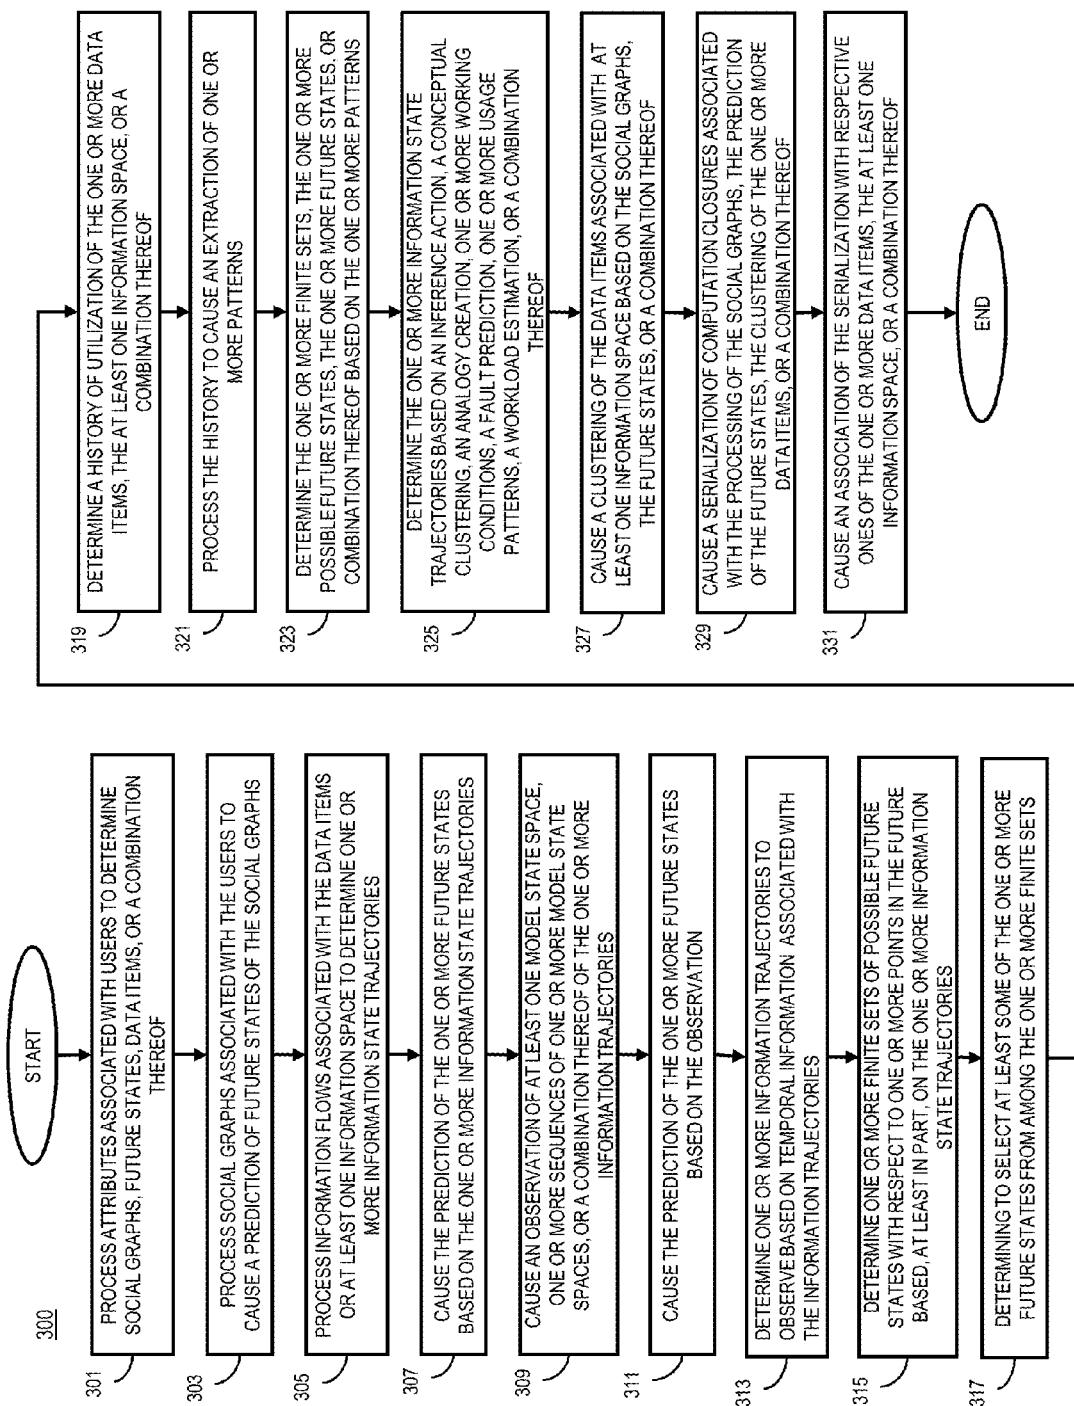 300
START
301
PROCESS ATTRIBUTES ASSOCIATED WITH USERS TO DETERMINE
SOCIAL GRAPHS, FUTURE STATES, DATA ITEMS, OR A COMBINATION
THEREOF
303
PROCESS SOCIAL GRAPHS ASSOCIATED WITH THE USERS TO
CAUSE A PREDICTION OF FUTURE STATES OF THE SOCIAL GRAPHS
305
PROCESS INFORMATION FLOWS ASSOCIATED WITH THE DATA ITEMS
OR AT LEAST ONE INFORMATION SPACE TO DETERMINE ONE OR
MORE INFORMATION STATE TRAJECTORIES
307
CAUSE THE PREDICTION OF THE ONE OR MORE FUTURE STATES
BASED ON THE ONE OR MORE INFORMATION STATE TRAJECTORIES
309
CAUSE AN OBSERVATION OF AT LEAST ONE MODEL STATE SPACE,
ONE OR MORE SEQUENCES OF ONE OR MORE MODEL STATE
SPACES, OR A COMBINATION THEREOF OF THE ONE OR MORE
INFORMATION TRAJECTORIES
311
CAUSE THE PREDICTION OF THE ONE OR MORE FUTURE STATES
BASED ON THE OBSERVATION
313
DETERMINE ONE OR MORE INFORMATION TRAJECTORIES TO
OBSERVE BASED ON TEMPORAL INFORMATION ASSOCIATED WITH
THE INFORMATION TRAJECTORIES
315
DETERMINE ONE OR MORE FINITE SETS OF POSSIBLE FUTURE
STATES WITH RESPECT TO ONE OR MORE POINTS IN THE FUTURE
BASED, AT LEAST IN PART, ON THE ONE OR MORE INFORMATION
STATE TRAJECTORIES
317
DETERMINING TO SELECT AT LEAST SOME OF THE ONE OR MORE
FUTURE STATES FROM AMONG THE ONE OR MORE FINITE SETS
319
DETERMINE A HISTORY OF UTILIZATION OF THE ONE OR MORE DATA
ITEMS, THE AT LEAST ONE INFORMATION SPACE, OR A
COMBINATION THEREOF
321
PROCESS THE HISTORY TO CAUSE AN EXTRACTION OF ONE OR
MORE PATTERNS
323
DETERMINE THE ONE OR MORE FINITE SETS, THE ONE OR MORE
POSSIBLE FUTURE STATES, THE ONE OR MORE FUTURE STATES, OR
COMBINATION THEREOF BASED ON THE ONE OR MORE PATTERNS
325
DETERMINE THE ONE OR MORE INFORMATION STATE
TRAJECTORIES BASED ON AN INFERENCE ACTION, A CONCEPTUAL
CLUSTERING, AN ANALOGY CREATION, ONE OR MORE WORKING
CONDITIONS, A FAULT PREDICTION, ONE OR MORE USAGE
PATTERNS, A WORKLOAD ESTIMATION, OR A COMBINATION
THEREOF
327
CAUSE A CLUSTERING OF THE DATA ITEMS ASSOCIATED WITH AT
LEAST ONE INFORMATION SPACE BASED ON THE SOCIAL GRAPHS,
THE FUTURE STATES, OR A COMBINATION THEREOF
329
CAUSE A SERIALIZATION OF COMPUTATION CLOSURES ASSOCIATED
WITH THE PROCESSING OF THE SOCIAL GRAPHS, THE PREDICTION
OF THE FUTURE STATES, THE CLUSTERING OF THE ONE OR MORE
DATA ITEMS, OR A COMBINATION THEREOF
331
CAUSE AN ASSOCIATION OF THE SERIALIZATION WITH RESPECTIVE
ONES OF THE ONE OR MORE DATA ITEMS, THE AT LEAST ONE
INFORMATION SPACE, OR A COMBINATION THEREOF
END